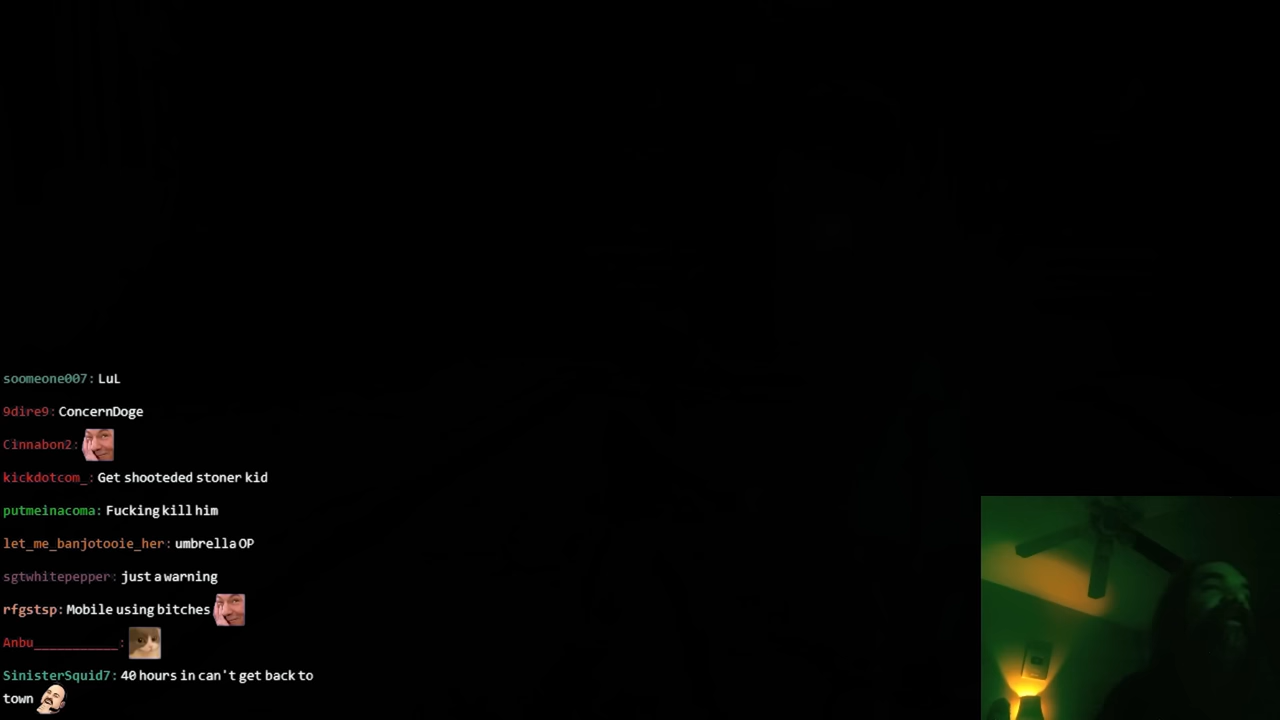 soomeone007: LuL
9dire9: ConcernDoge
Cinnabon2:
kickdotcom_: Get shooteded stoner kid
putmeinacoma: Fucking kill him
let_me_banjotooie_her: umbrella OP
sgtwhitepepper: just a warning
rfgstsp: Mobile using bitches
Anbu___________:
SinisterSquid7: 40 hours in can't get back to
town